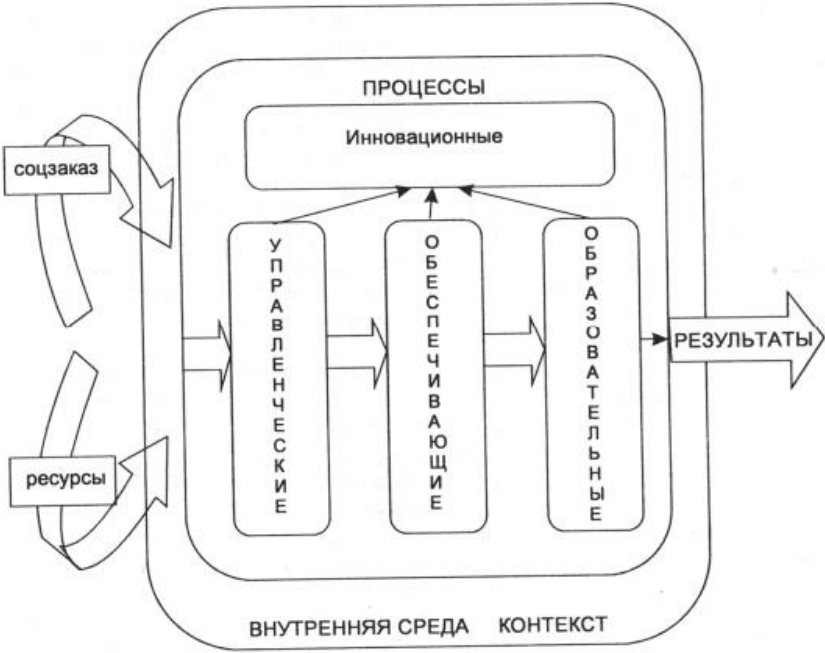 ПРОЦЕССЫ
Инновационные
соцзаказ
УПРАВЛЕНЧЕСКИЕ
ОБЕСПЕЧИВАЮЩИЕ
ОБРАЗОВАТЕЛЬНЫЕ
РЕЗУЛЬТАТЫ
ресурсы
ВНУТРЕННЯЯ СРЕДА КОНТЕКСТ